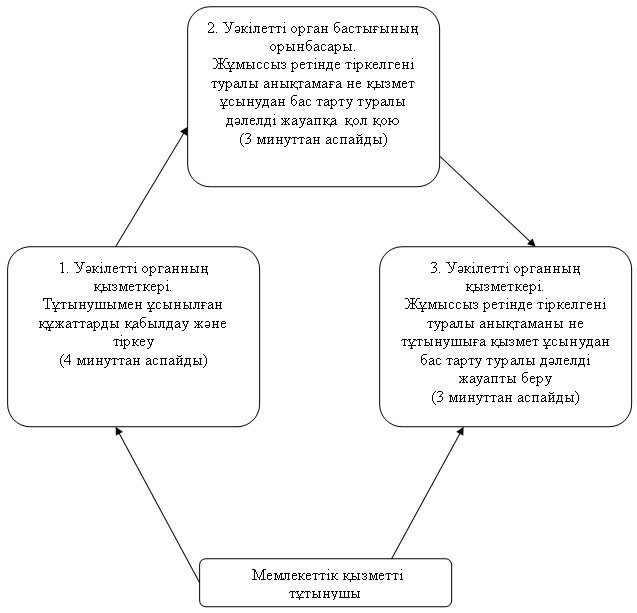 2. Уәкілетті орган бастығының
орынбасары.
Жұмыссыз ретінде тіркелгені
туралы анықтамаға не қызмет
ұсынудан бас тарту туралы
дәлелді жауапқа қол қою
(3 минуттан аспайды)
1. Уәкілетті органның
қызметкері.
Тұтынушымен ұсынылған
құжаттарды қабылдау және
тіркеу
(4 минуттан аспайды)
3. Уәкілетті органның
қызметкері.
Жұмыссыз ретінде тіркелгені
туралы анықтаманы не
тұтынушыға қызмет ұсынудан
бас тарту туралы дәлелді
жауапты беру
(3 минуттан аспайды)
Мемлекеттік қызметті
тұтынушы